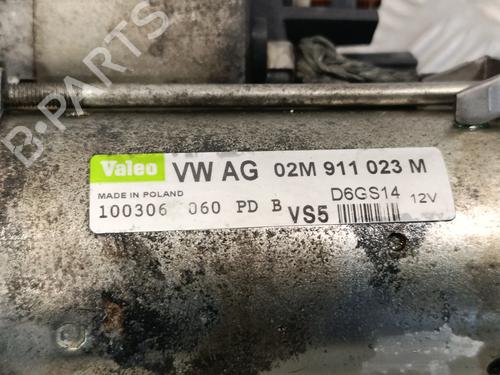 B-PARTS
Valeo VW AG 02M 911 023 M
MADE IN POLAND D6GS14 12V
100306 060 PD B VS5